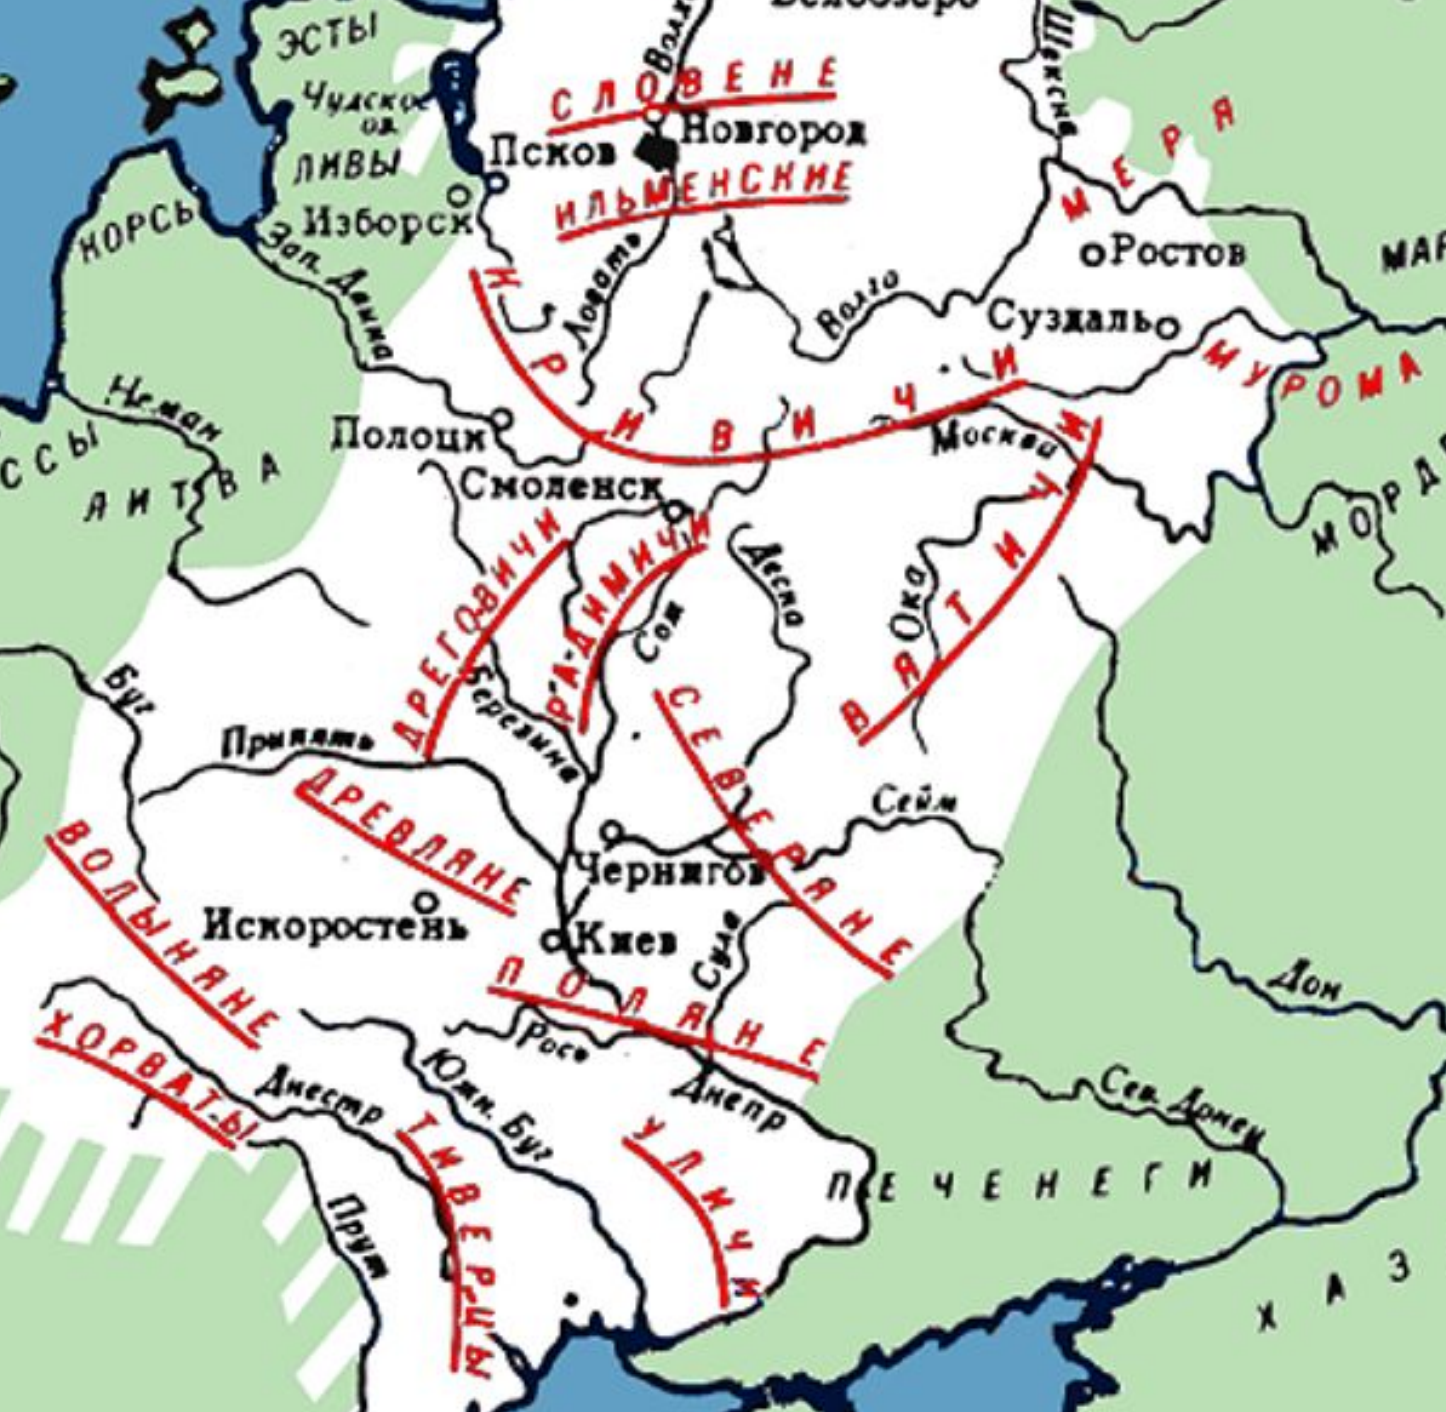 Белоозеро
ЭСТЫ
Волхов
Шексна
СЛОВЕНЕ
Чудское
оз.
Новгород
МЕРЯ
Псков
ЛИВЫ
ИЛЬМЕНСКИЕ
КОРСЬ
Изборск
Зап. Двина
Ростов
МАР
Ловать
Волга
Суздаль
КРИВИЧИ
МУРОМА
Неман
Полоцк
Москва
ССЫ
ЛИТВА
Смоленск
МОРД
ДРЕГОВИЧИ
РАДИМИЧИ
Десна
Ока
ВЯТИЧИ
Сож
Буг
Березина
СЕВЕРЯНЕ
Припять
ДРЕВЛЯНЕ
Сейм
ВОЛЫНЯНЕ
Чернигов
Искоростень
Киев
Сула
ПОЛЯНЕ
Дон
ХОРВАТЫ
Рось
Днестр
Южн. Буг
Днепр
Сев. Донец
ТИВЕРЦЫ
УЛИЧИ
ПЕЧЕНЕГИ
Прут
ХАЗ